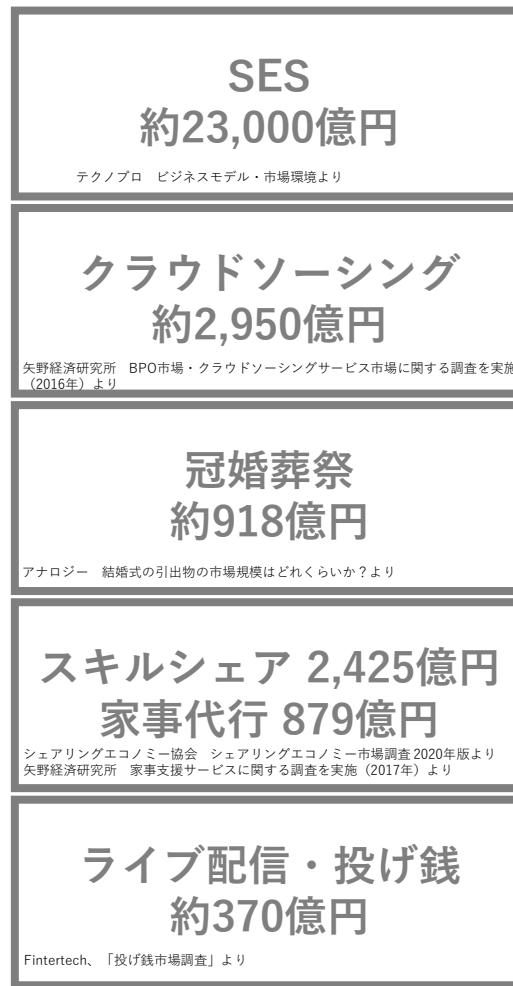 SES
約23,000億円
テクノプロ　ビジネスモデル・市場環境より
クラウドソーシング
約2,950億円
矢野経済研究所　BPO市場・クラウドソーシングサービス市場に関する調査を実施
（2016年）より
冠婚葬祭
約918億円
アナロジー　結婚式の引出物の市場規模はどれくらいか？より
スキルシェア 2,425億円
家事代行 879億円
シェアリングエコノミー協会　シェアリングエコノミー市場調査 2020年版より
矢野経済研究所　家事支援サービスに関する調査を実施（2017年）より
ライブ配信・投げ銭
約370億円
Fintertech、「投げ銭市場調査」より